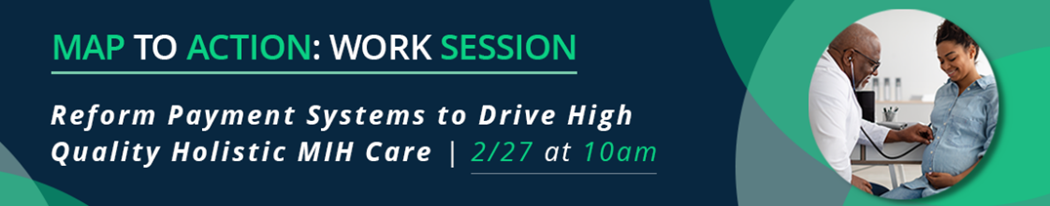 MAP TO ACTION: WORK SESSION
Reform Payment Systems to Drive High
Quality Holistic MIH Care | 2/27 at 10am